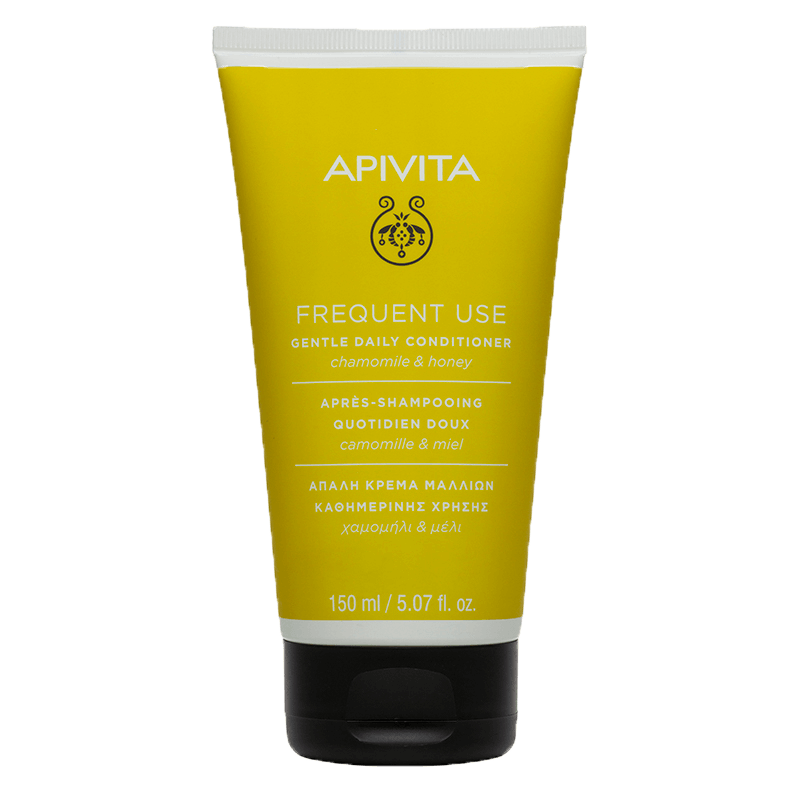 APIVITA
FREQUENT USE
GENTLE DAILY CONDITIONER
chamomile & honey
APRÈS-SHAMPOOING
QUOTIDIEN DOUX
camomille & miel
ΑΠΑΛΗ ΚΡΕΜΑ ΜΑΛΛΙΩΝ
ΚΑΘΗΜΕΡΙΝΗΣ ΧΡΗΣΗΣ
χαμομήλι & μέλι
150 ml / 5.07 fl. oz.